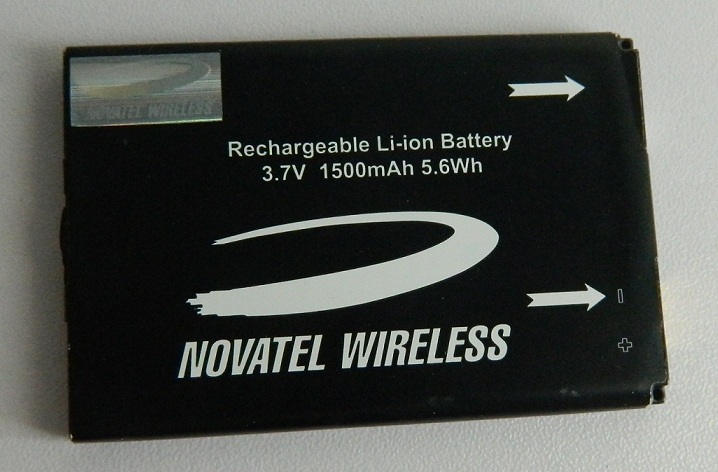 NOVATEL WIRELESS
Rechargeable Li-ion Battery
3.7V 1500mAh 5.6Wh
NOVATEL WIRELESS